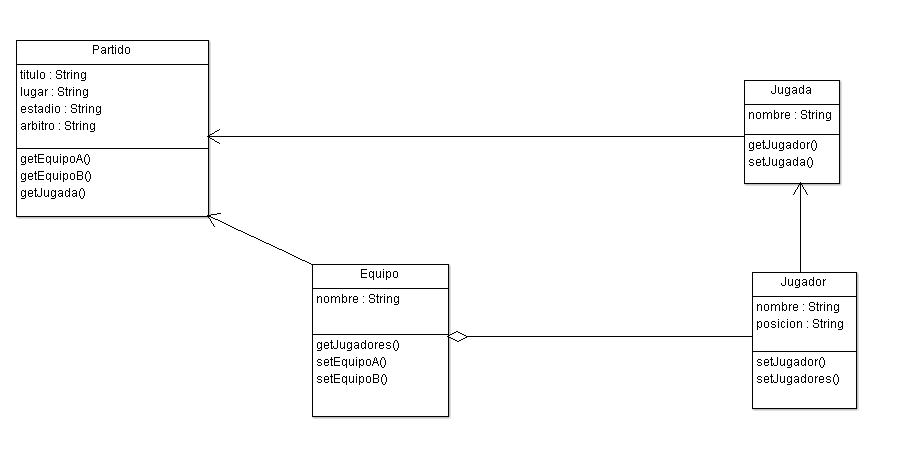 Partido
titulo : String
lugar : String
estadio : String
arbitro : String
getEquipoA()
getEquipoB()
getJugada()
Jugada
nombre : String
getJugador()
setJugada()
Equipo
nombre : String
getJugadores()
setEquipoA()
setEquipoB()
Jugador
nombre : String
posicion : String
setJugador()
setJugadores()